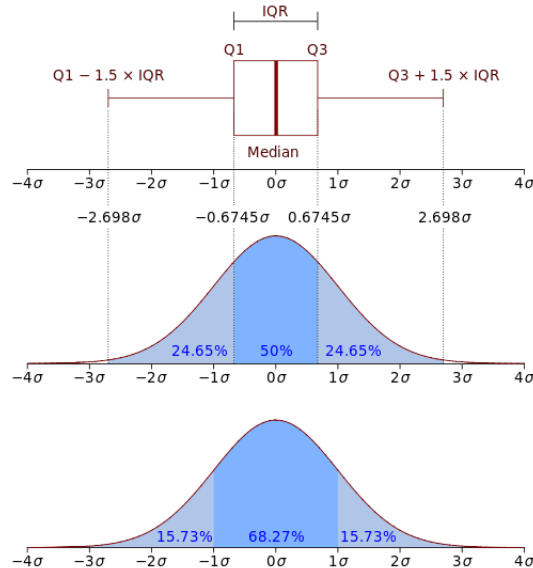 IQR
Q1 Q3
Q1 − 1.5 × IQR Q3 + 1.5 × IQR
Median
−4σ −3σ −2σ −1σ 0σ 1σ 2σ 3σ 4σ
−2.698σ −0.6745σ 0.6745σ 2.698σ
24.65% 50% 24.65%
−4σ −3σ −2σ −1σ 0σ 1σ 2σ 3σ 4σ
15.73% 68.27% 15.73%
−4σ −3σ −2σ −1σ 0σ 1σ 2σ 3σ 4σ